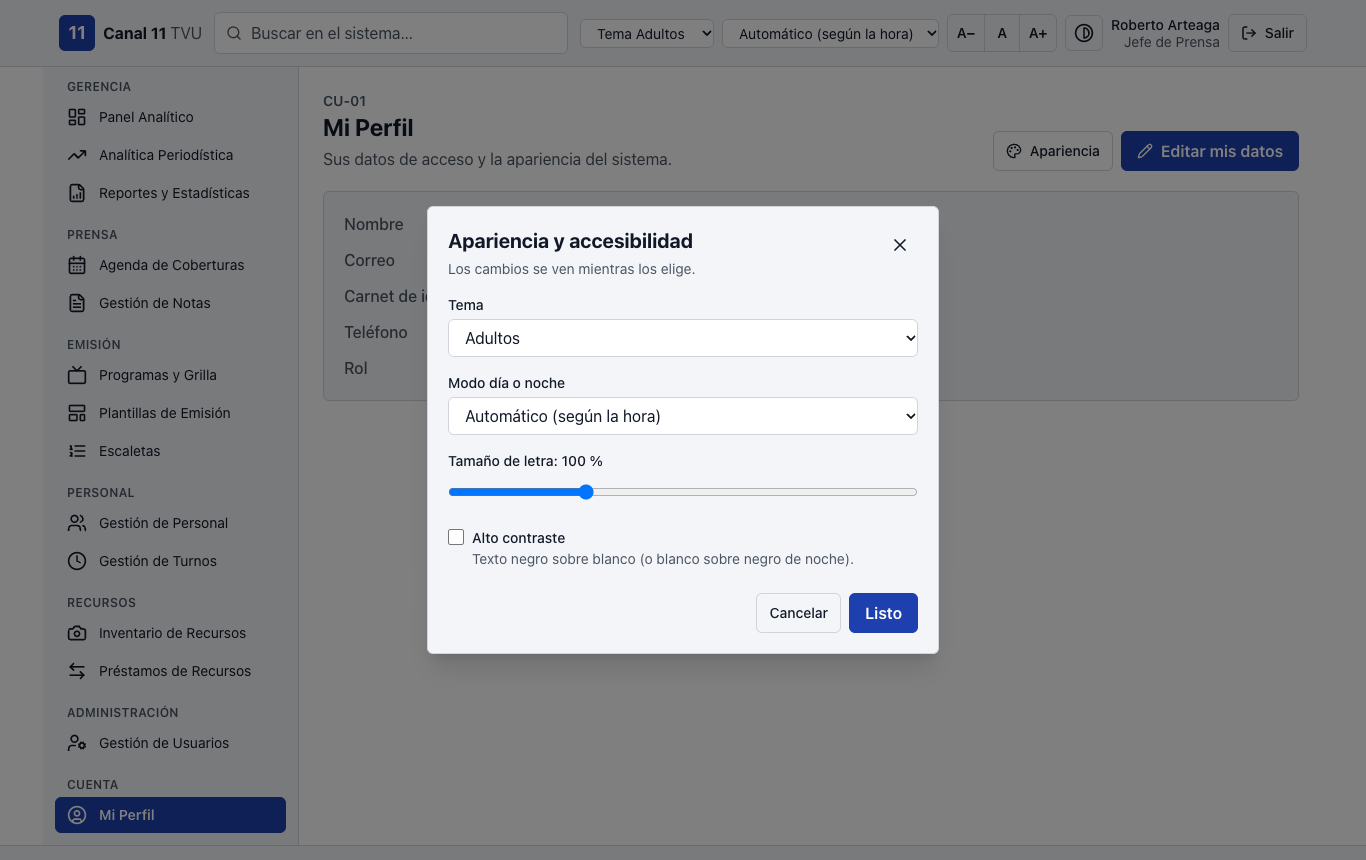 11 Canal 11 TVU
Buscar en el sistema...
Tema Adultos
Automático (según la hora)
A− A A+
Roberto Arteaga
Jefe de Prensa
Salir
GERENCIA
Panel Analítico
Analítica Periodística
Reportes y Estadísticas
PRENSA
Agenda de Coberturas
Gestión de Notas
EMISIÓN
Programas y Grilla
Plantillas de Emisión
Escaletas
PERSONAL
Gestión de Personal
Gestión de Turnos
RECURSOS
Inventario de Recursos
Préstamos de Recursos
ADMINISTRACIÓN
Gestión de Usuarios
CUENTA
Mi Perfil
CU-01
Mi Perfil
Sus datos de acceso y la apariencia del sistema.
Apariencia
Editar mis datos
Nombre
Correo
Carnet de
Teléfono
Rol
Apariencia y accesibilidad
Los cambios se ven mientras los elige.
Tema
Adultos
Modo día o noche
Automático (según la hora)
Tamaño de letra: 100 %
Alto contraste
Texto negro sobre blanco (o blanco sobre negro de noche).
Cancelar
Listo